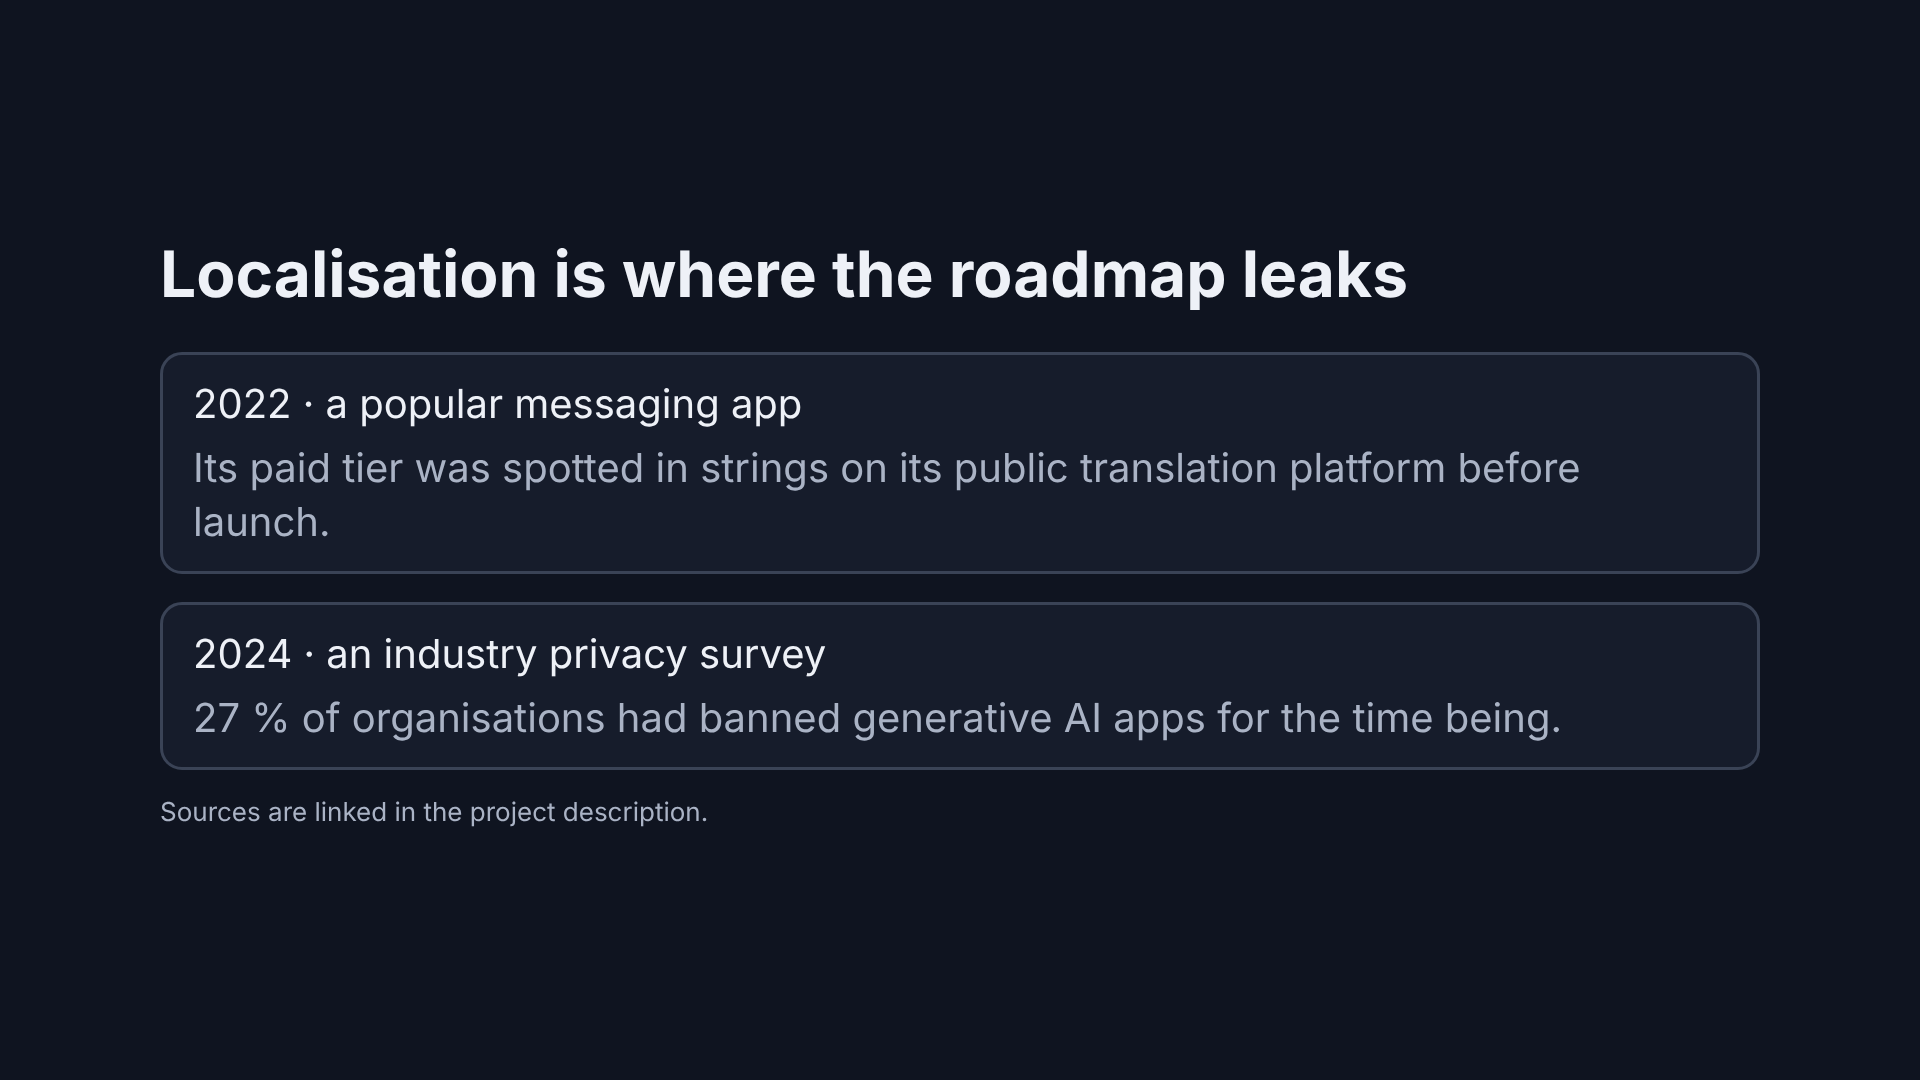 Localisation is where the roadmap leaks
2022 · a popular messaging app
Its paid tier was spotted in strings on its public translation platform before
launch.
2024 · an industry privacy survey
27 % of organisations had banned generative AI apps for the time being.
Sources are linked in the project description.